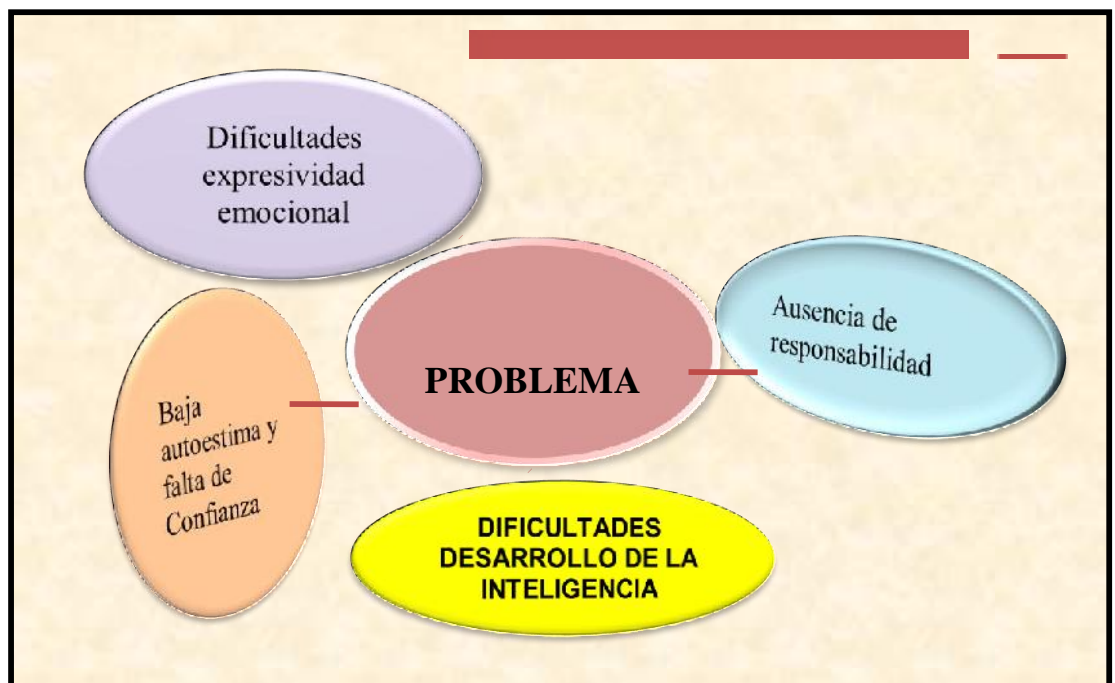 Dificultades
expresividad
emocional
Ausencia de
responsabilidad
PROBLEMA
Baja
autoestima y
falta de
Confianza
DIFICULTADES
DESARROLLO DE LA
INTELIGENCIA